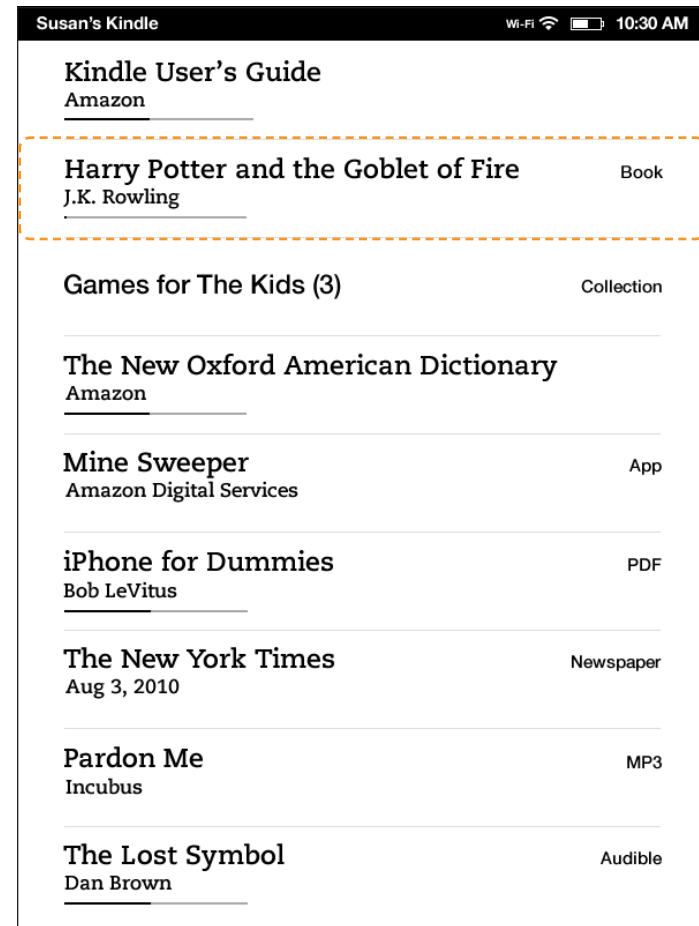 Susan's Kindle Wi-Fi 10:30 AM
Kindle User's Guide
Amazon
Harry Potter and the Goblet of Fire Book
J.K. Rowling
Games for The Kids (3) Collection
The New Oxford American Dictionary
Amazon
Mine Sweeper App
Amazon Digital Services
iPhone for Dummies PDF
Bob LeVitus
The New York Times Newspaper
Aug 3, 2010
Pardon Me MP3
Incubus
The Lost Symbol Audible
Dan Brown